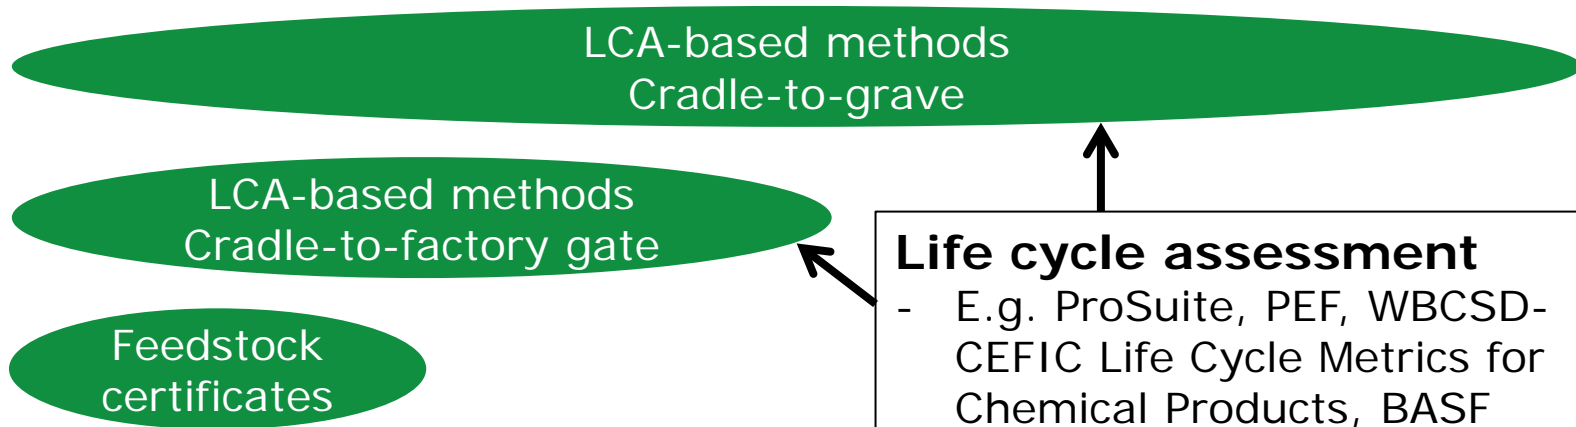 LCA-based methods
Cradle-to-grave
LCA-based methods
Cradle-to-factory gate
Feedstock
certificates
Life cycle assessment
- E.g. ProSuite, PEF, WBCSD-
CEFIC Life Cycle Metrics for
Chemical Products, BASF